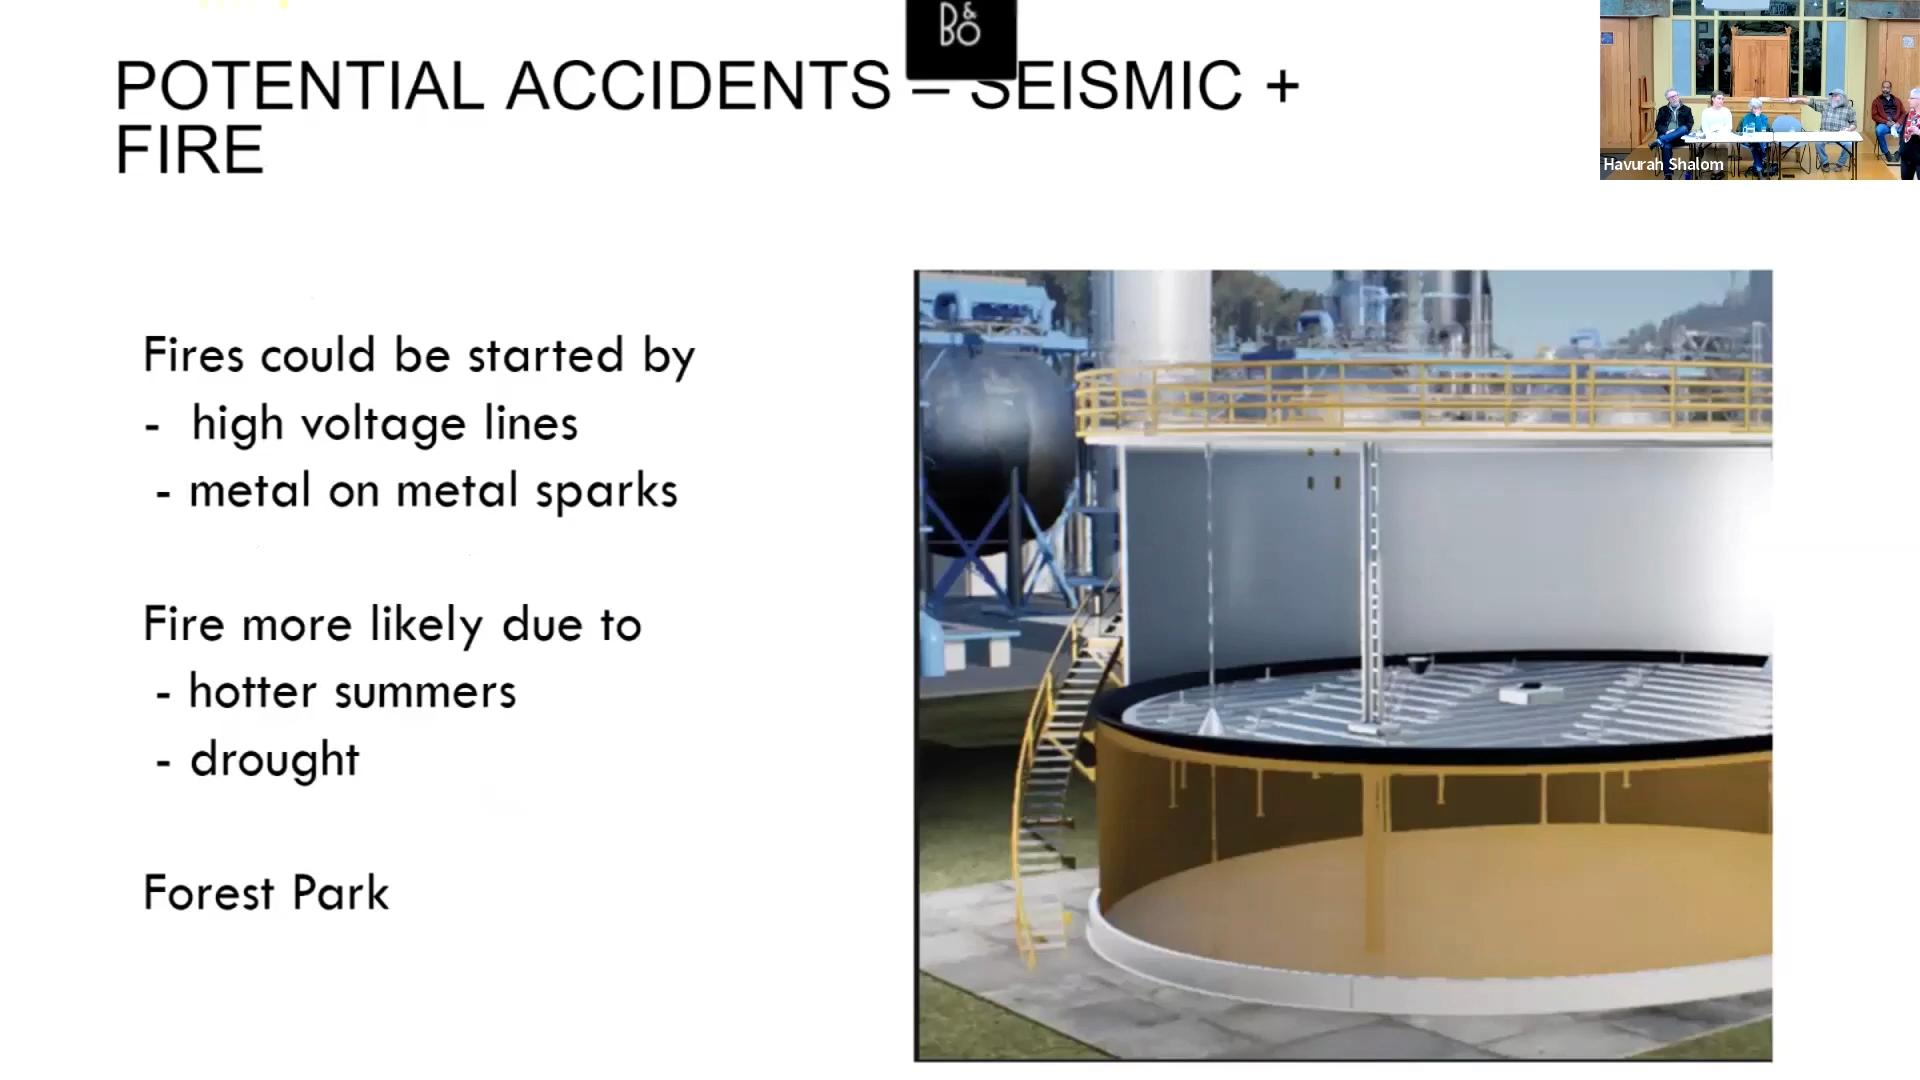 B&O
POTENTIAL ACCIDENTS – SEISMIC +
FIRE
Havurah Shalom
Fires could be started by
- high voltage lines
- metal on metal sparks
Fire more likely due to
- hotter summers
- drought
Forest Park